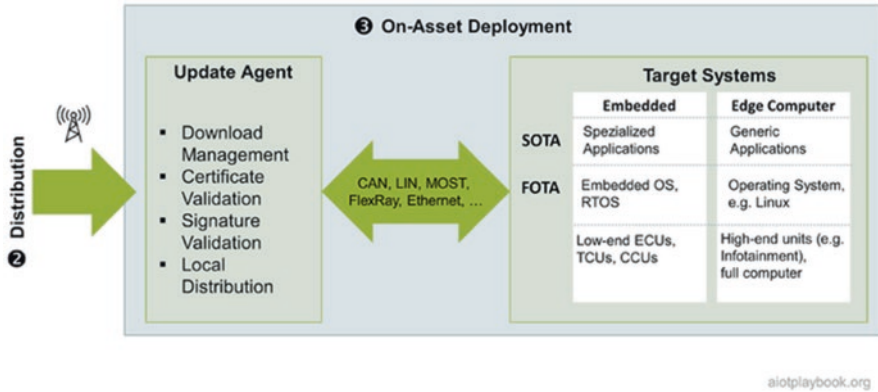 ❸ On-Asset Deployment
❷ Distribution
Update Agent
▪ Download
Management
▪ Certificate
Validation
▪ Signature
Validation
▪ Local
Distribution
CAN, LIN, MOST,
FlexRay, Ethernet, ...
Target Systems
Embedded
Edge Computer
SOTA
Spezialized
Applications
Generic
Applications
FOTA
Embedded OS,
RTOS
Operating System,
e.g. Linux
Low-end ECUs,
TCUs, CCUs
High-end units (e.g.
Infotainment),
full computer
aiotplaybook.org